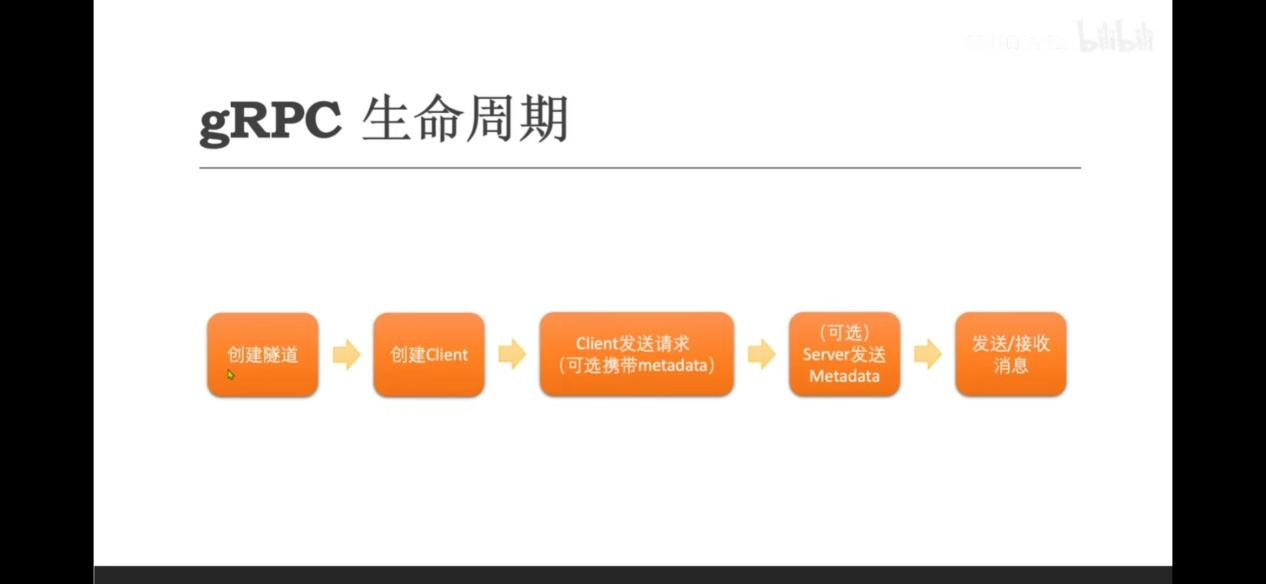 bilibili
gRPC 生命周期
创建隧道
创建Client
Client发送请求
（可选携带metadata）
（可选）
Server发送
Metadata
发送/接收
消息